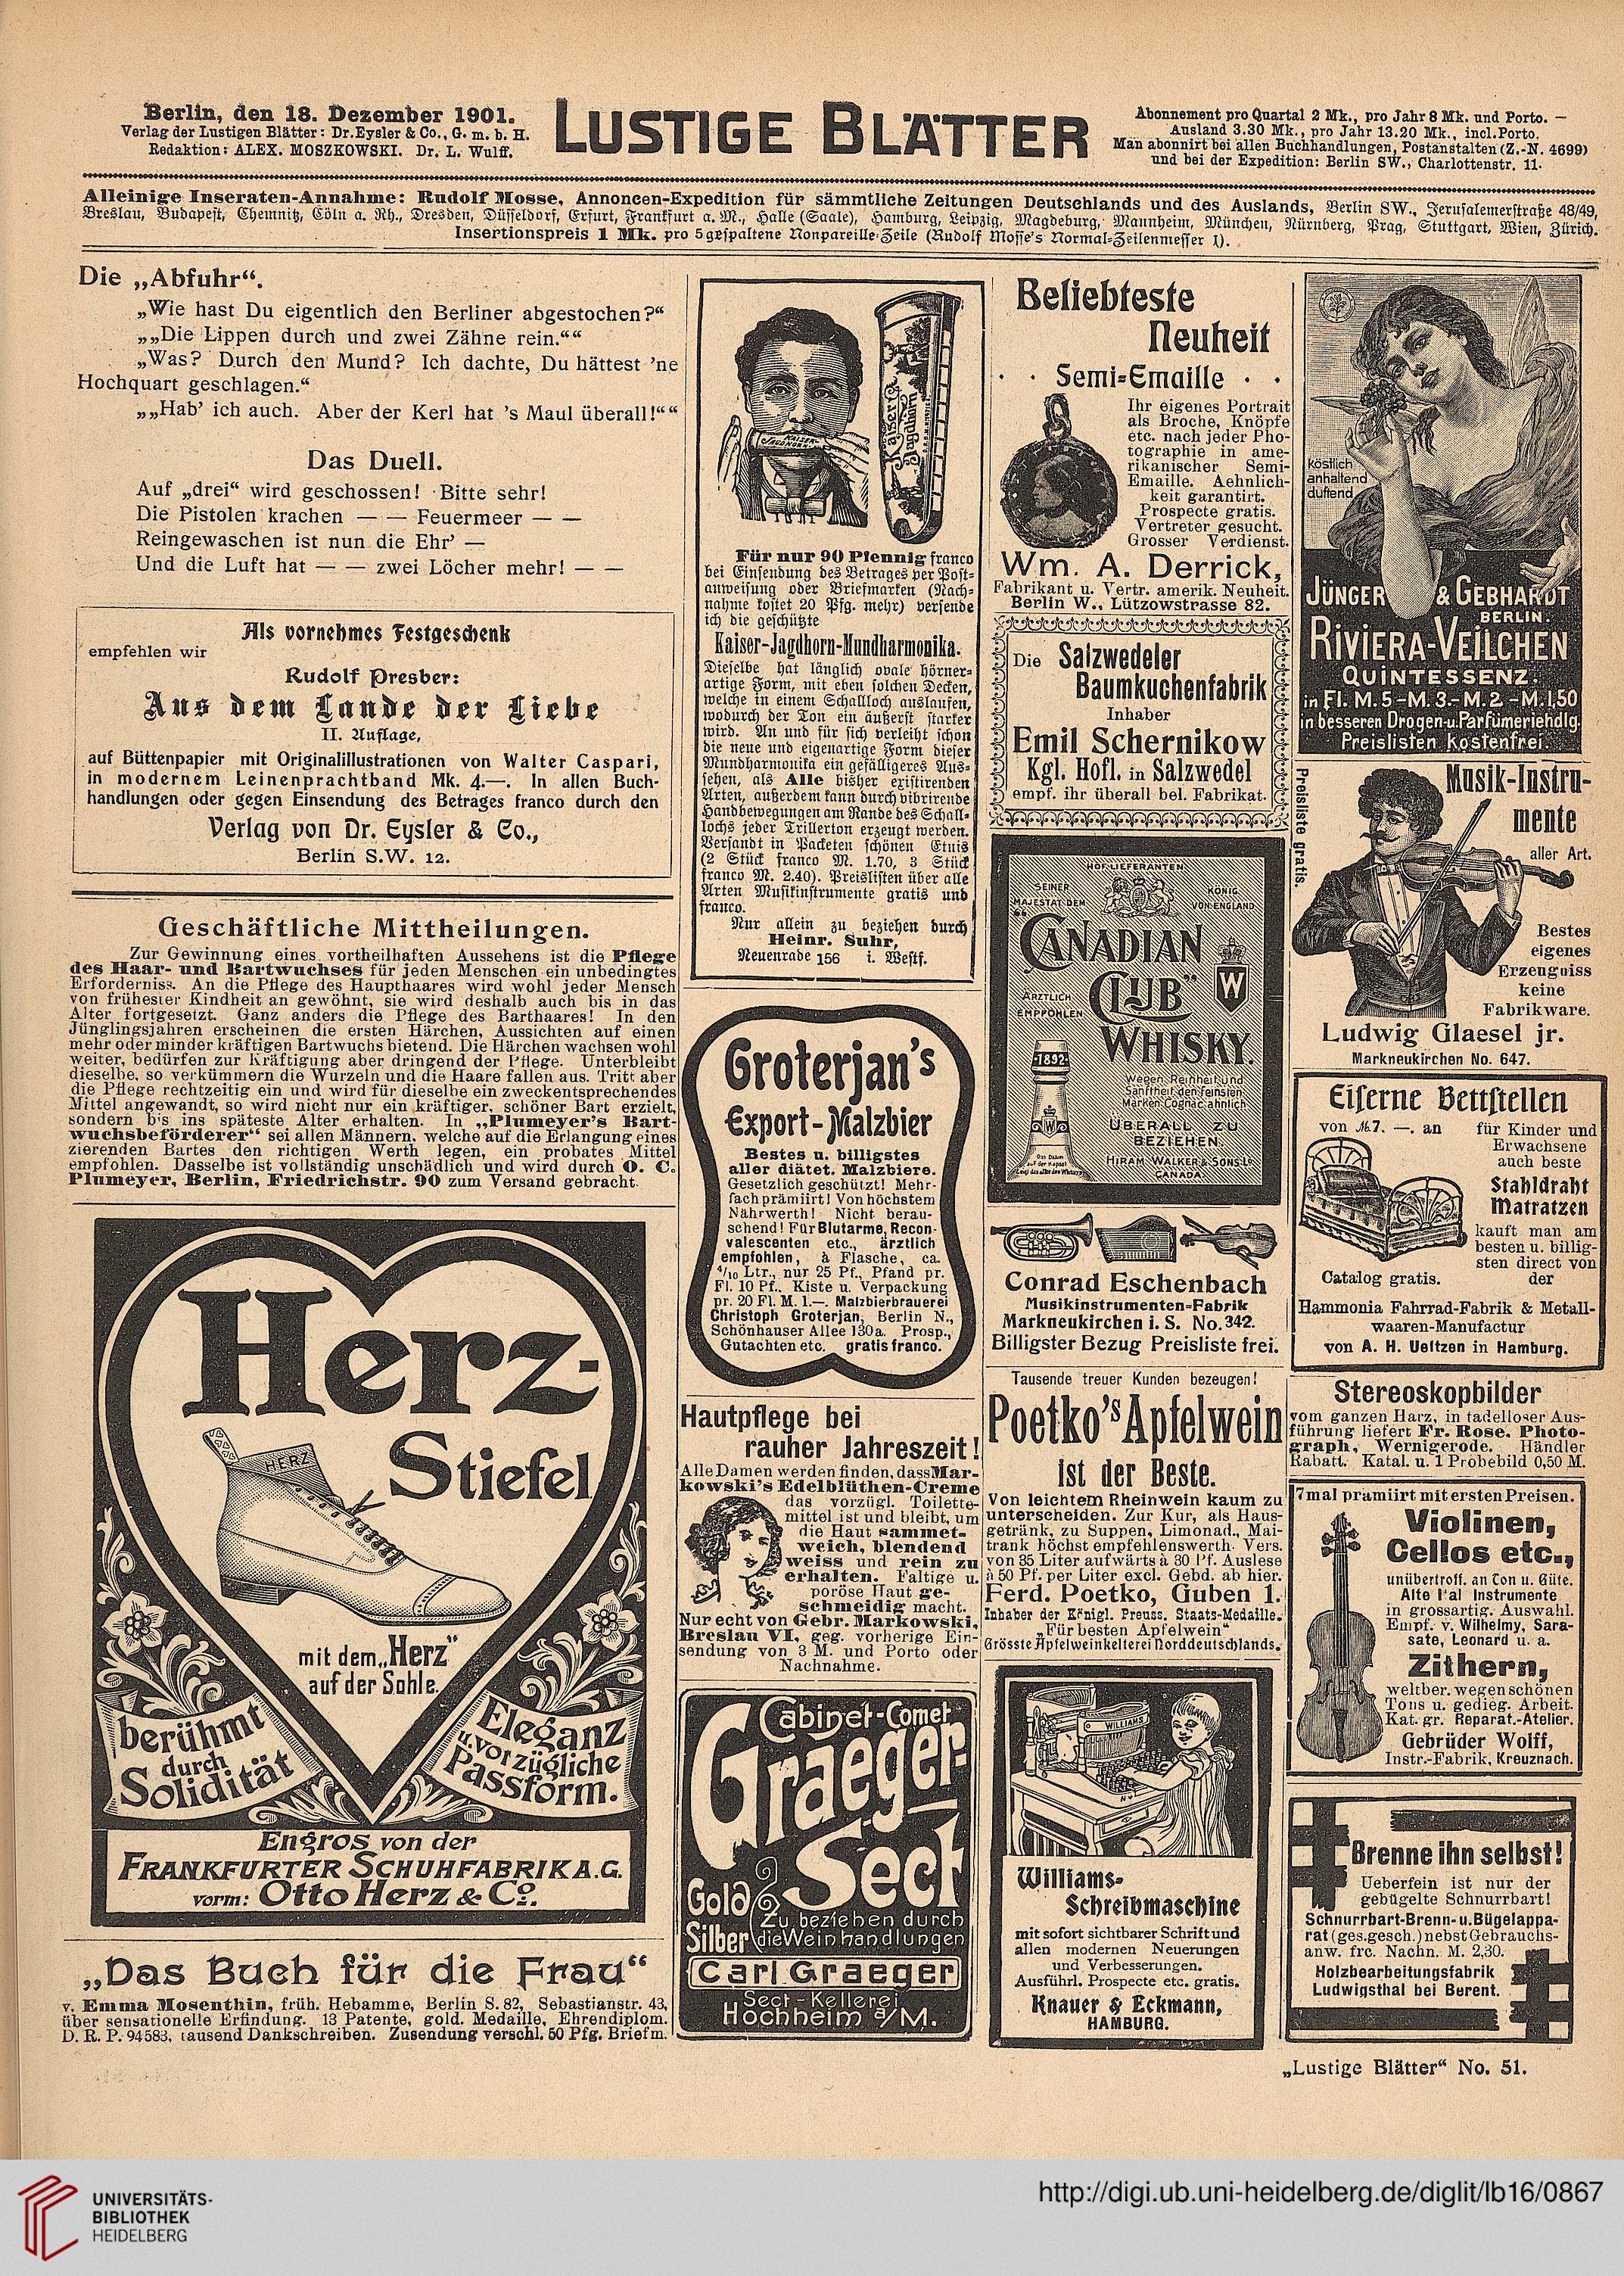 Berlin, den 18. Dezember 1901.
Verlag der Lustigen Blätter: Dr. Eysler & Co., G. m. b. H.
Redaktion: ALEX. MOSZKOWSKI. Dr. L. Wulff.
LUSTIGE BLÄTTER
Abonnement pro Quartal 2 Mk., pro Jahr 8 Mk. und Porto. —
Ausland 3.30 Mk., pro Jahr 13.20 Mk., incl. Porto.
Man abonnirt bei allen Buchhandlungen, Postanstalten (Z.-N. 4699)
und bei der Expedition: Berlin SW., Charlottenstr. 11.
Alleinige Inseraten-Annahme: Rudolf Mosse, Annoncen-Expedition für sämmtliche Zeitungen Deutschlands und des Auslands, Berlin SW., Jerusalemerstraße 48/49,
Breslau, Budapest, Chemnitz, Cöln a. Rh., Dresden, Düsseldorf, Erfurt, Frankfurt a. M., Halle (Saale), Hamburg, Leipzig, Magdeburg, Mannheim, München, Nürnberg, Prag, Stuttgart, Wien, Zürich.
Insertionspreis 1 Mk. pro 5 gespaltene Nonpareille-Zeile (Rudolf Mosse's Normal-Zeilenmesser 1).
Die „Abfuhr“.
„Wie hast Du eigentlich den Berliner abgestochen?“
„„Die Lippen durch und zwei Zähne rein.““
„Was? Durch den Mund? Ich dachte, Du hättest 'ne
Hochquart geschlagen.“
„„Hab' ich auch. Aber der Kerl hat 's Maul überall!““
Das Duell.
Auf „drei“ wird geschossen! Bitte sehr!
Die Pistolen krachen — — Feuermeer — —
Reingewaschen ist nun die Ehr' —
Und die Luft hat — — zwei Löcher mehr! — —
Als vornehmes Festgeschenk
empfehlen wir
Rudolf Presber:
Aus dem Lande der Liebe
II. Auflage,
auf Büttenpapier mit Originalillustrationen von Walter Caspari,
in modernem Leinenprachtband Mk. 4.—. In allen Buch-
handlungen oder gegen Einsendung des Betrages franco durch den
Verlag von Dr. Eysler & Co.,
Berlin S.W. 12.
Geschäftliche Mittheilungen.
Zur Gewinnung eines vortheilhaften Aussehens ist die Pflege
des Haar- und Bartwuchses für jeden Menschen ein unbedingtes
Erforderniss. An die Pflege des Haupthaares wird wohl jeder Mensch
von frühester Kindheit an gewöhnt, sie wird deshalb auch bis in das
Alter fortgesetzt. Ganz anders die Pflege des Barthaares! In den
Jünglingsjahren erscheinen die ersten Härchen, Aussichten auf einen
mehr oder minder kräftigen Bartwuchs bietend. Die Härchen wachsen wohl
weiter, bedürfen zur Kräftigung aber dringend der Pflege. Unterbleibt
dieselbe, so verkümmern die Wurzeln und die Haare fallen aus. Tritt aber
die Pflege rechtzeitig ein und wird für dieselbe ein zweckentsprechendes
Mittel angewandt, so wird nicht nur ein kräftiger, schöner Bart erzielt,
sondern bis ins späteste Alter erhalten. In „Plumeyer's Bart-
wuchsbeförderer“ sei allen Männern, welche auf die Erlangung eines
zierenden Bartes den richtigen Werth legen, ein probates Mittel
empfohlen. Dasselbe ist vollständig unschädlich und wird durch O. C.
Plumeyer, Berlin, Friedrichstr. 90 zum Versand gebracht.
Herz-
Stiefel
HERZ
mit dem „Herz“
auf der Sohle.
berühmt
durch
Solidität
Eleganz
u. vorzügliche
Passform.
Engros von der
FRANKFURTER SCHUHFABRIK A.G.
vorm: Otto Herz & Co.
„Das Buch für die Frau“
v. Emma Mosenthin, früh. Hebamme, Berlin S. 82, Sebastianstr. 43,
über sensationelle Erfindung. 13 Patente, gold. Medaille, Ehrendiplom.
D. R. P. 94583, tausend Dankschreiben. Zusendung verschl. 50 Pfg. Briefm.
KAISER-JAGDHORN
Kaiser Jagdhorn
Für nur 90 Pfennig franco
bei Einsendung des Betrages per Post-
anweisung oder Briefmarken (Nach-
nahme kostet 20 Pfg. mehr) versende
ich die geschützte
Kaiser-Jagdhorn-Mundharmonika.
Dieselbe hat länglich ovale hörner-
artige Form, mit eben solchen Decken,
welche in einem Schallloch auslaufen,
wodurch der Ton ein äußerst starker
wird. An und für sich verleiht schon
die neue und eigenartige Form dieser
Mundharmonika ein gefälligeres Aus-
sehen, als Alle bisher existirenden
Arten, außerdem kann durch vibrirende
Handbewegungen am Rande des Schall-
lochs jeder Trillerton erzeugt werden.
Versandt in Packeten schönen Etuis
(2 Stück franco M. 1.70, 3 Stück
franco M. 2.40). Preislisten über alle
Arten Musikinstrumente gratis und
franco.
Nur allein zu beziehen durch
Heinr. Suhr,
Neuenrade 156 i. Westf.
Groterjan's
Export-Malzbier
Bestes u. billigstes
aller diätet. Malzbiere.
Gesetzlich geschützt! Mehr-
fach prämiirt! Von höchstem
Nährwerth! Nicht berau-
schend! Für Blutarme, Recon-
valescenten etc., ärztlich
empfohlen, à Flasche, ca.
4/10 Ltr., nur 25 Pf., Pfand pr.
Fl. 10 Pf.. Kiste u. Verpackung
pr. 20 Fl. M. 1.—. Malzbierbrauerei
Christoph Groterjan, Berlin N.,
Schönhauser Allee 130a. Prosp.,
Gutachten etc. gratis franco.
Hautpflege bei
rauher Jahreszeit!
Alle Damen werden finden, dass Mar-
kowski's Edelblüthen-Creme
das vorzügl. Toilette-
mittel ist und bleibt, um
die Haut sammet-
weich, blendend
weiss und rein zu
erhalten. Faltige u.
poröse Haut ge-
schmeidig macht.
Nur echt von Gebr. Markowski,
Breslau VI, geg. vorherige Ein-
sendung von 3 M. und Porto oder
Nachnahme.
Cabinet-Comet
Graeger-
Sect
Gold
Silber
Zu beziehen durch
die Weinhandlungen
Carl Graeger
Sect-Kellerei
Hochheim a/M.
Beliebteste
Neuheit
Semi-Emaille
Ihr eigenes Portrait
als Broche, Knöpfe
etc. nach jeder Pho-
tographie in ame-
rikanischer Semi-
Emaille. Aehnlich-
keit garantirt.
Prospecte gratis.
Vertreter gesucht.
Grosser Verdienst.
Wm. A. Derrick,
Fabrikant u. Vertr. amerik. Neuheit.
Berlin W., Lützowstrasse 82.
Die Salzwedeler
Baumkuchenfabrik
Inhaber
Emil Schernikow
Kgl. Hofl. in Salzwedel
empf. ihr überall bel. Fabrikat.
HOFLIEFERANTEN
SEINER
MAJESTÄT DEM
KÖNIG
VON ENGLAND
“CANADIAN
CLUB”
WHISKY.
W
ÄRZTLICH
EMPFOHLEN
1892
Wegen Reinheit und
Sanftheit den feinsten
Marken Cognac ähnlich
ÜBERALL ZU
BEZIEHEN.
HIRAM WALKER & SONS Ld
CANADA
Conrad Eschenbach
Musikinstrumenten-Fabrik
Markneukirchen i. S. No. 342.
Billigster Bezug Preisliste frei.
Tausende treuer Kunden bezeugen!
Poetko's Apfelwein
ist der Beste.
Von leichtem Rheinwein kaum zu
unterscheiden. Zur Kur, als Haus-
getränk, zu Suppen, Limonad., Mai-
trank höchst empfehlenswerth. Vers.
von 35 Liter aufwärts à 30 Pf. Auslese
à 50 Pf. per Liter excl. Gebd. ab hier.
Ferd. Poetko, Guben 1.
Inhaber der Königl. Preuss. Staats-Medaille.
„Für besten Apfelwein“
Grösste Apfelweinkelterei Norddeutschlands.
WILLIAMS
Williams-
Schreibmaschine
mit sofort sichtbarer Schrift und
allen modernen Neuerungen
und Verbesserungen.
Ausführl. Prospecte etc. gratis.
Knauer & Eckmann,
HAMBURG.
köstlich
anhaltend
duftend
JÜNGER & GEBHARDT
BERLIN.
RIVIERA-VEILCHEN
QUINTESSENZ.
in Fl. M. 5-M. 3.-M. 2.-M. 1,50
in besseren Drogen- u. Parfümeriehdlg.
Preislisten kostenfrei
Preisliste gratis.
Musik-Instru-
mente
aller Art.
Bestes
eigenes
Erzeugniss
keine
Fabrikware.
Ludwig Glaesel jr.
Markneukirchen No. 647.
Eiserne Bettstellen
von M. 7. —. an
für Kinder und
Erwachsene
auch beste
Stahldraht
Matratzen
kauft man am
besten u. billig-
sten direct von
der
Catalog gratis.
Hammonia Fahrrad-Fabrik & Metall-
waaren-Manufactur
von A. H. Ueltzen in Hamburg.
Stereoskopbilder
vom ganzen Harz, in tadelloser Aus-
führung liefert Fr. Rose, Photo-
graph, Wernigerode. Händler
Rabatt. Katal. u. 1 Probebild 0,50 M.
7mal prämiirt mit ersten Preisen.
Violinen,
Cellos etc.,
unübertroff. an Ton u. Güte.
Alte Ital Instrumente
in grossartig. Auswahl.
Empf. v. Wilhelmy, Sara-
sate, Leonard u. a.
Zithern,
weltber. wegen schönen
Tons u. gedieg. Arbeit.
Kat. gr. Reparat.-Atelier.
Gebrüder Wolff,
Instr.-Fabrik, Kreuznach.
Brenne ihn selbst!
Ueberfein ist nur der
gebügelte Schnurrbart!
Schnurrbart-Brenn- u. Bügelappa-
rat (ges. gesch.) nebst Gebrauchs-
anw. frc. Nachn. M. 2,30.
Holzbearbeitungsfabrik
Ludwigsthal bei Berent.
„Lustige Blätter“ No. 51.
UNIVERSITÄTS-
BIBLIOTHEK
HEIDELBERG
http://digi.ub.uni-heidelberg.de/diglit/lb16/0867